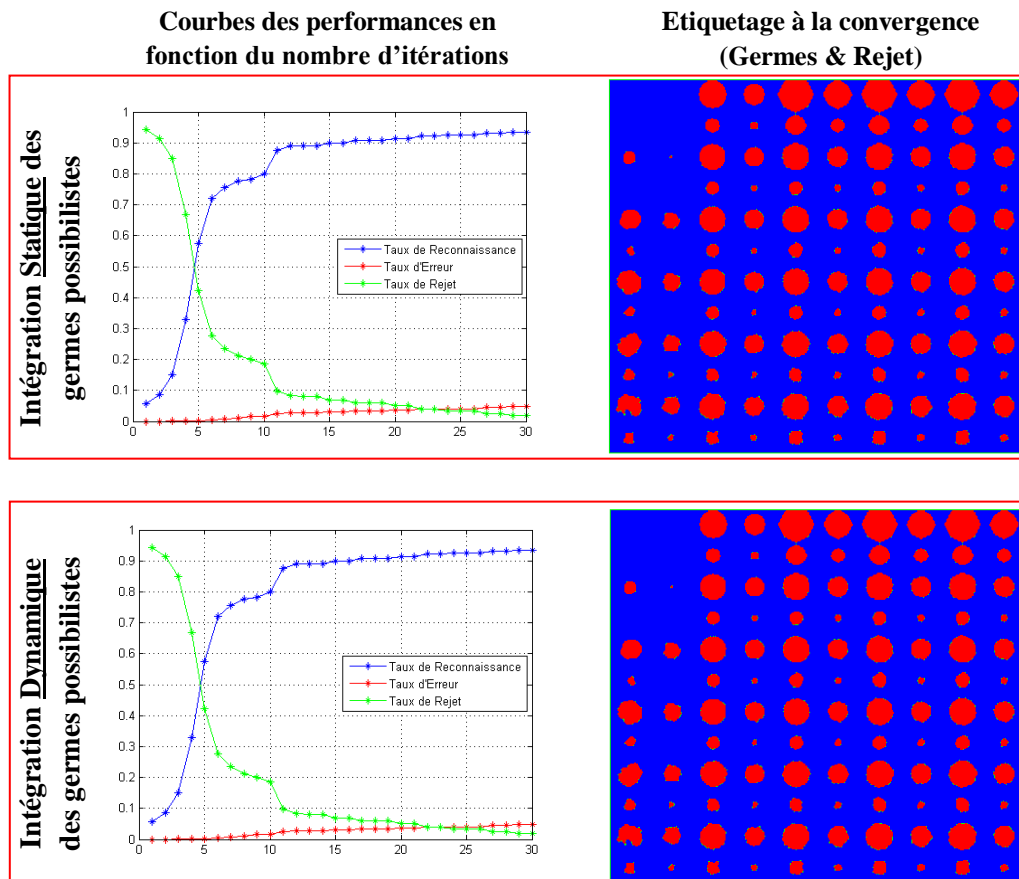 Courbes des performances en
fonction du nombre d'itérations
Etiquetage à la convergence
(Germes & Rejet)
Intégration Statique des
germes possibilistes
1
0.9
0.8
0.7
0.6
0.5
0.4
0.3
0.2
0.1
0
0 5 10 15 20 25 30
Taux de Reconnaissance
Taux d'Erreur
Taux de Rejet
Intégration Dynamique
des germes possibilistes
1
0.9
0.8
0.7
0.6
0.5
0.4
0.3
0.2
0.1
0
0 5 10 15 20 25 30
Taux de Reconnaissance
Taux d'Erreur
Taux de Rejet